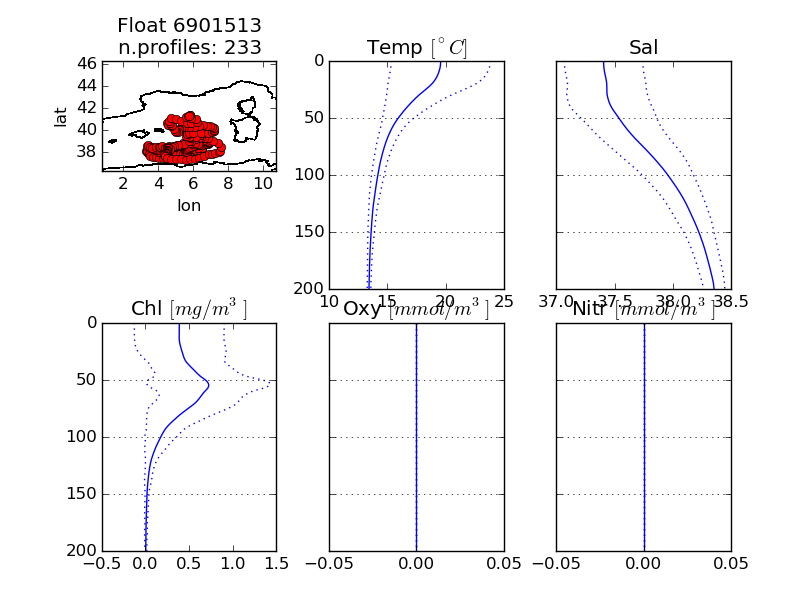 Float 6901513
n.profiles: 233
46
44
42
40
38
lat
2 4 6 8 10
lon
Temp [°C]
0
50
100
150
200
10 15 20 25
Sal
37.0 37.5 38.0 38.5
Chl [mg/m³ ]
0
50
100
150
200
−0.5 0.0 0.5 1.0 1.5
Oxy [mmol/m³ ]
−0.05 0.00 0.05
Nitr [mmol/m³ ]
−0.05 0.00 0.05